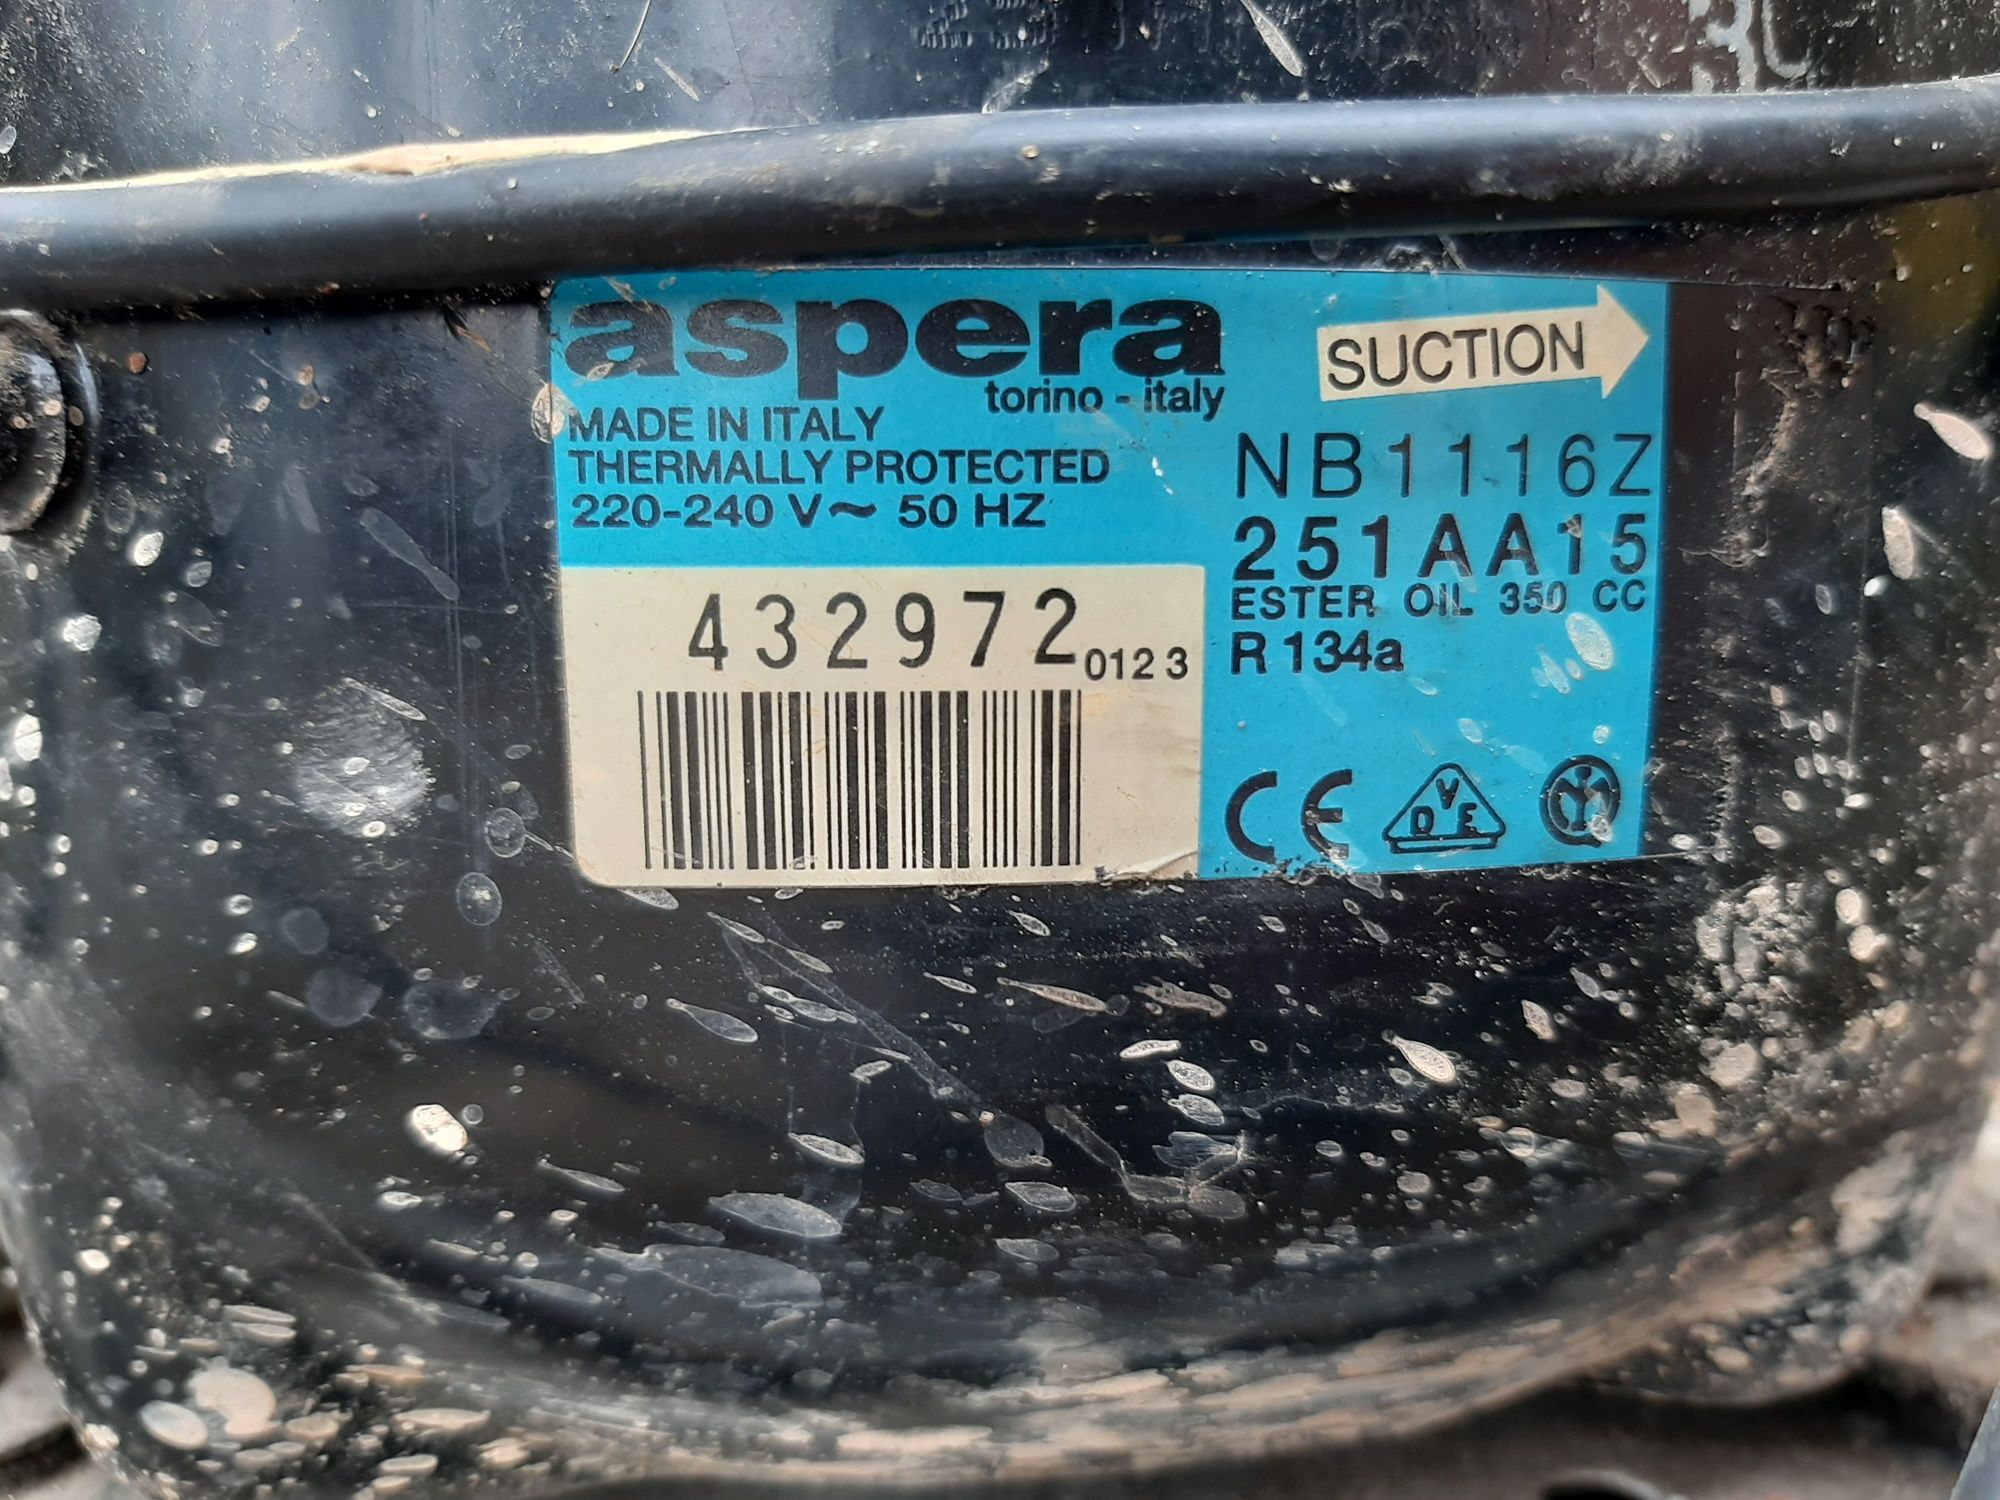 aspera
torino - italy
SUCTION
MADE IN ITALY
THERMALLY PROTECTED
220-240 V ~ 50 HZ
NB1116Z
251AA15
ESTER OIL 350 CC
R 134a
432972 0123
CE
DVE